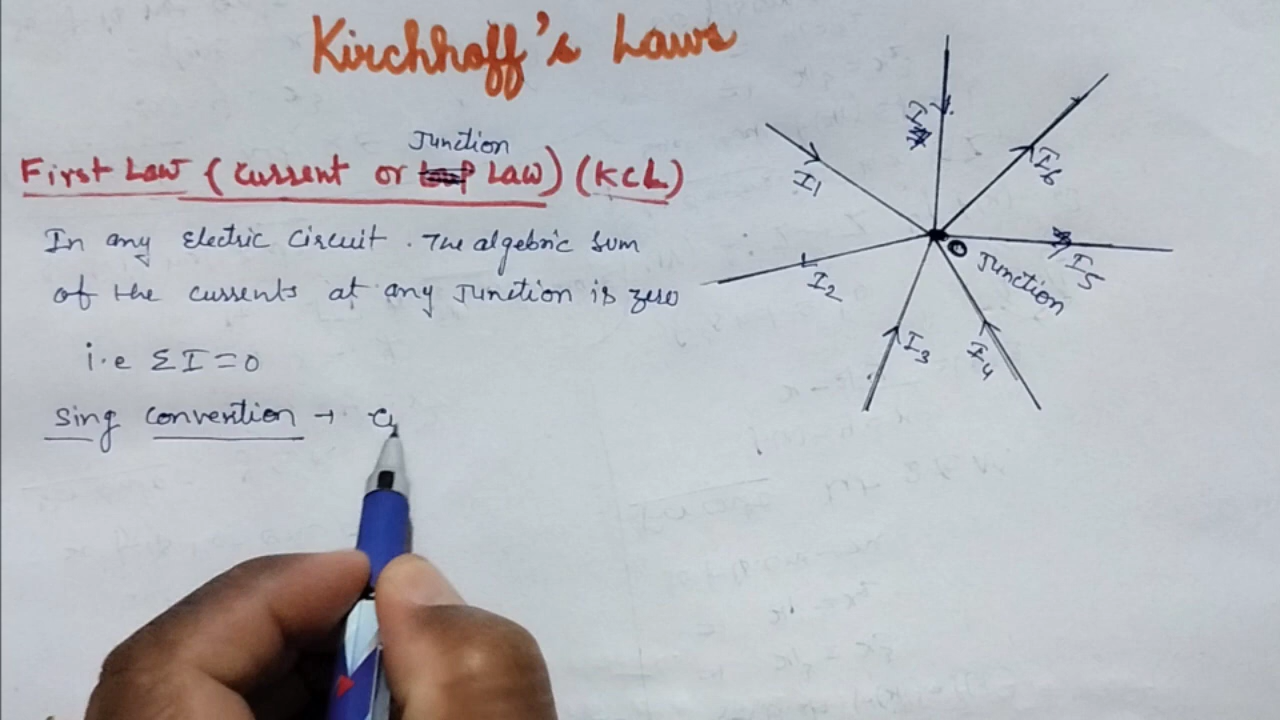 Kirchhoff's Laws
Junction
First Law (Current or Law) (KCL)
In any Electric Circuit. The algebric Sum
of the currents at any Junction is zero
i.e ΣI=0
Sing Convention →
I1
I2
I3
I4
I5
I6
O Junction